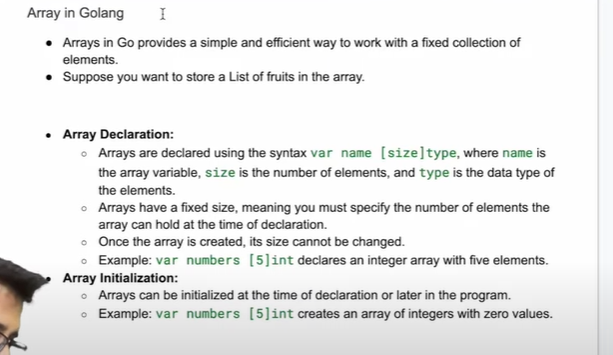 Array in Golang
Arrays in Go provides a simple and efficient way to work with a fixed collection of
elements.
Suppose you want to store a List of fruits in the array.
Array Declaration:
Arrays are declared using the syntax var name [size]type, where name is
the array variable, size is the number of elements, and type is the data type of
the elements.
Arrays have a fixed size, meaning you must specify the number of elements the
array can hold at the time of declaration.
Once the array is created, its size cannot be changed.
Example: var numbers [5]int declares an integer array with five elements.
Array Initialization:
Arrays can be initialized at the time of declaration or later in the program.
Example: var numbers [5]int creates an array of integers with zero values.